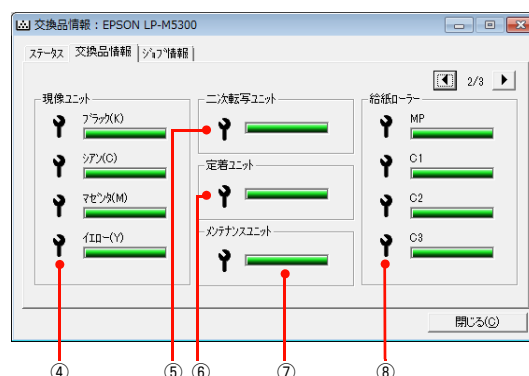 交換品情報：EPSON LP-M5300
ステータス 交換品情報 ジョブ情報
2/3
現像ユニット
ブラック(K)
シアン(C)
マゼンタ(M)
イエロー(Y)
二次転写ユニット
定着ユニット
メンテナンスユニット
給紙ローラー
MP
C1
C2
C3
閉じる(C)
④ ⑤ ⑥ ⑦ ⑧